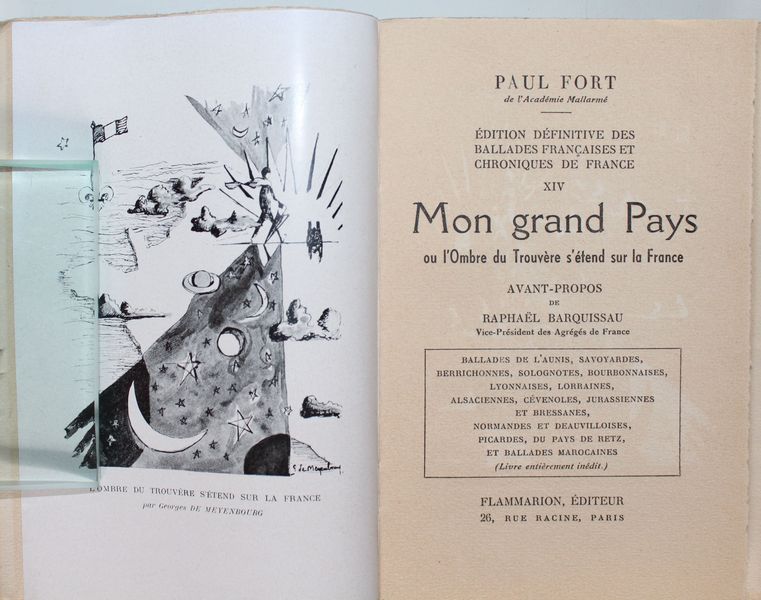 G. de Meyenbourg
L'OMBRE DU TROUVÈRE S'ÉTEND SUR LA FRANCE
par Georges DE MEYENBOURG
PAUL FORT
de l'Académie Mallarmé
ÉDITION DÉFINITIVE DES
BALLADES FRANÇAISES ET
CHRONIQUES DE FRANCE
XIV
Mon grand Pays
ou l'Ombre du Trouvère s'étend sur la France
AVANT-PROPOS
DE
RAPHAËL BARQUISSAU
Vice-Président des Agrégés de France
BALLADES DE L'AUNIS, SAVOYARDES,
BERRICHONNES, SOLOGNOTES, BOURBONNAISES,
LYONNAISES, LORRAINES,
ALSACIENNES, CÉVENOLES, JURASSIENNES
ET BRESSANES,
NORMANDES ET DEAUVILLOISES,
PICARDES, DU PAYS DE RETZ,
ET BALLADES MAROCAINES
(Livre entièrement inédit.)
FLAMMARION, ÉDITEUR
26, RUE RACINE, PARIS